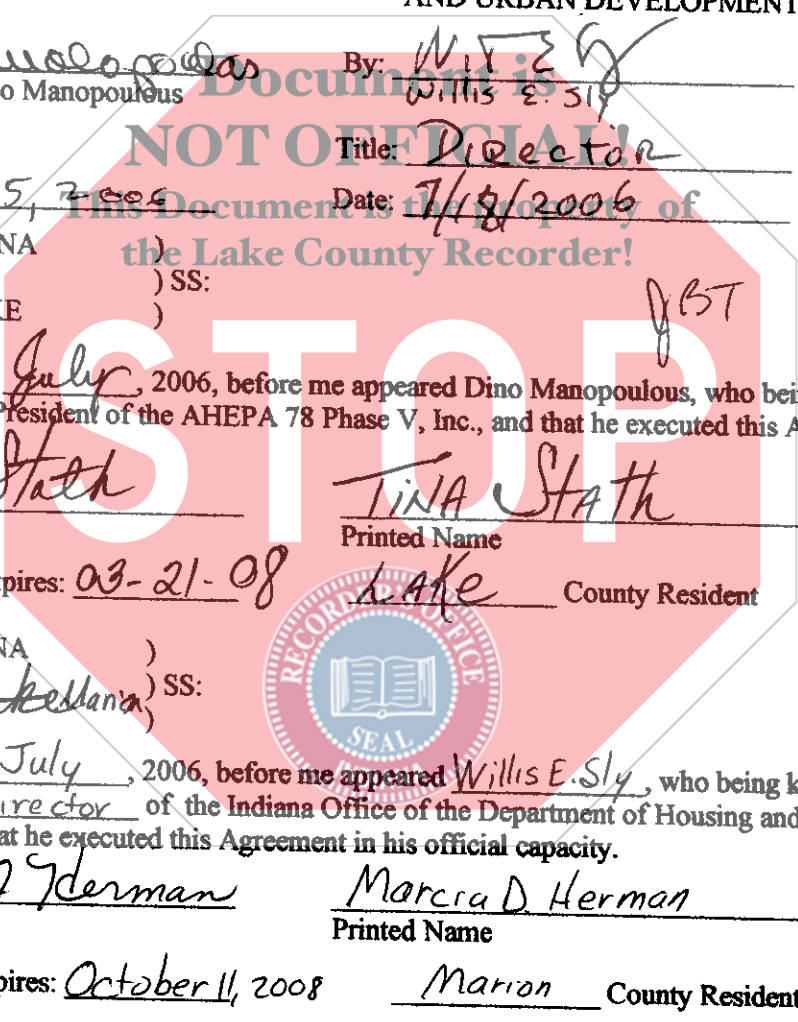 AND URBAN DEVELOPMENT
By:
o Manopoulous
Willis E. Sly
Document is
NOT OFFICIAL!
Title: Director
5, 2006
Date: 7/18/2006
This Document is the property of
the Lake County Recorder!
NA )
) SS:
E )
JBT
STOP
July, 2006, before me appeared Dino Manopoulous, who bei
President of the AHEPA 78 Phase V, Inc., and that he executed this A
Stath TINA Stath
Printed Name
pires: 03-21-08 LAKE County Resident
RECORDER'S OFFICE
SEAL
INDIANA
NA )
) SS:
)
July, 2006, before me appeared Willis E. Sly, who being k
irector of the Indiana Office of the Department of Housing and
at he executed this Agreement in his official capacity.
Herman Marcia D. Herman
Printed Name
pires: October 11, 2008 Marion County Resident